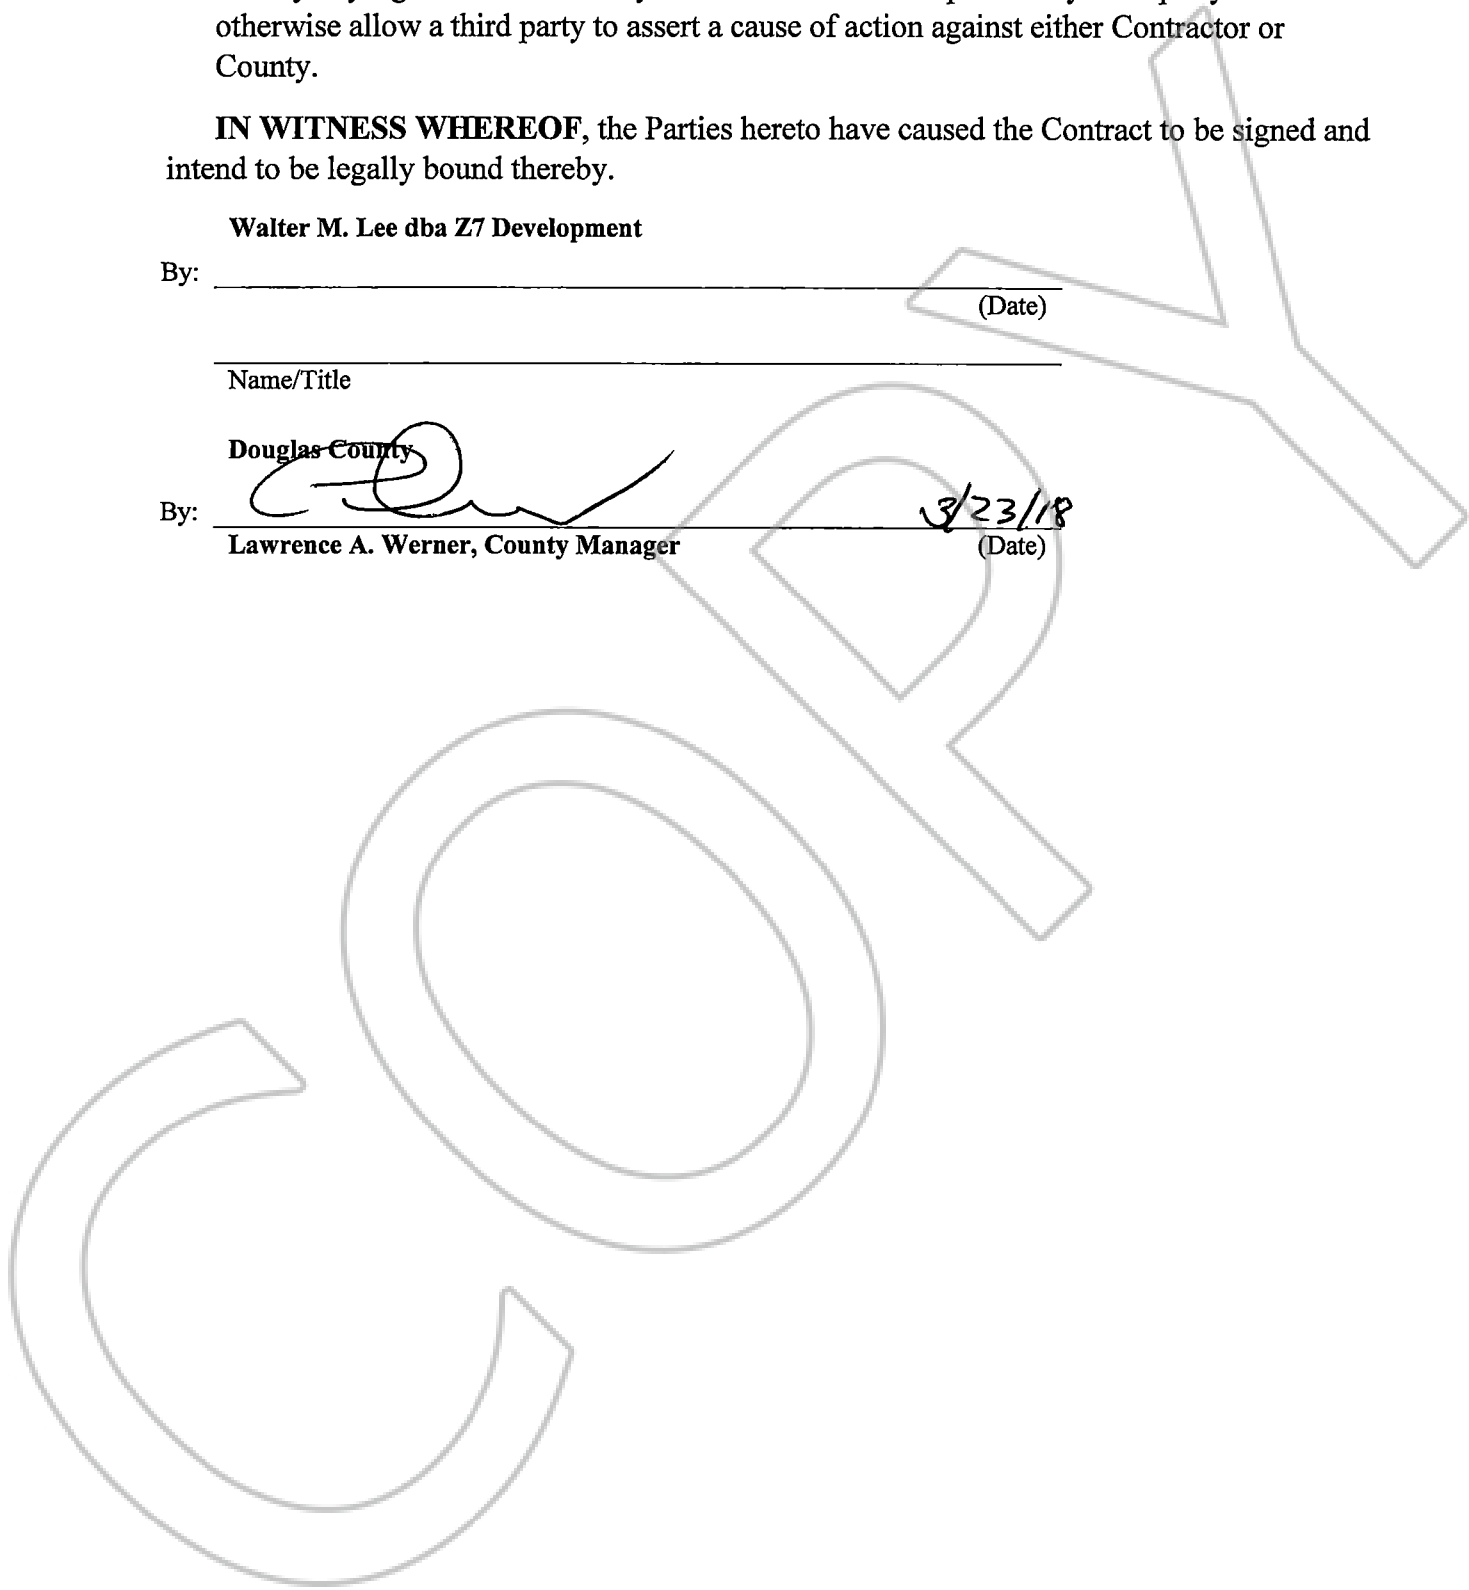 otherwise allow a third party to assert a cause of action against either Contractor or
County.
IN WITNESS WHEREOF, the Parties hereto have caused the Contract to be signed and
intend to be legally bound thereby.
Walter M. Lee dba Z7 Development
By:
(Date)
Name/Title
Douglas County
By: 3/23/18
Lawrence A. Werner, County Manager (Date)
COPY